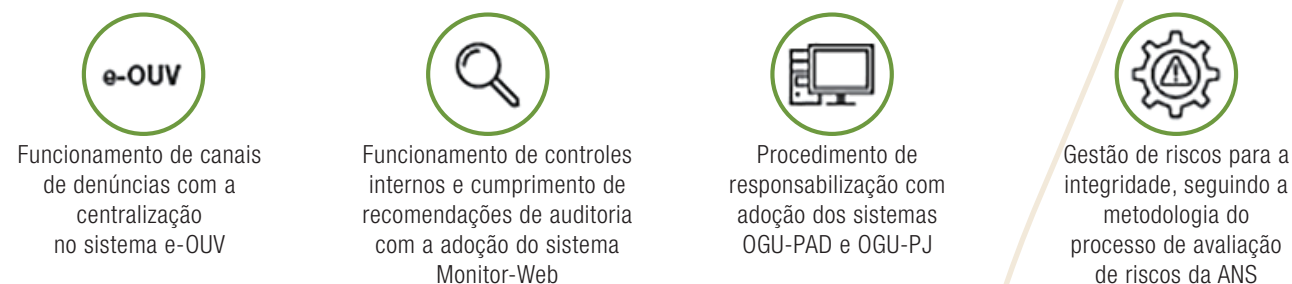 e-OUV
Funcionamento de canais
de denúncias com a
centralização
no sistema e-OUV
Funcionamento de controles
internos e cumprimento de
recomendações de auditoria
com a adoção do sistema
Monitor-Web
Procedimento de
responsabilização com
adoção dos sistemas
OGU-PAD e OGU-PJ
Gestão de riscos para a
integridade, seguindo a
metodologia do
processo de avaliação
de riscos da ANS